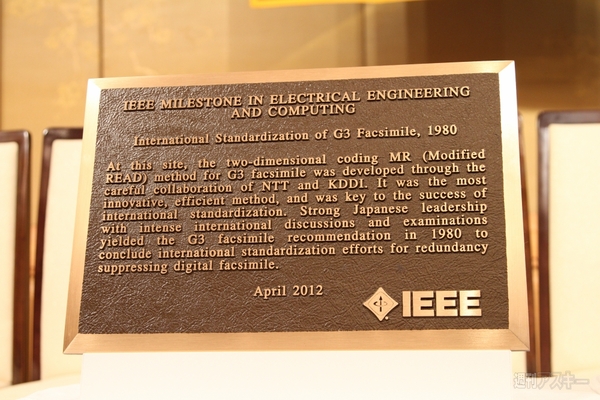 IEEE MILESTONE IN ELECTRICAL ENGINEERING
AND COMPUTING
International Standardization of G3 Facsimile, 1980
At this site, the two-dimensional coding MR (Modified
READ) method for G3 facsimile was developed through the
careful collaboration of NTT and KDDI. It was the most
innovative, efficient method, and was key to the success of
international standardization. Strong Japanese leadership
with intense international discussions and examinations
yielded the G3 facsimile recommendation in 1980 to
conclude international standardization efforts for redundancy
suppressing digital facsimile.
April 2012
IEEE
週刊アスキー